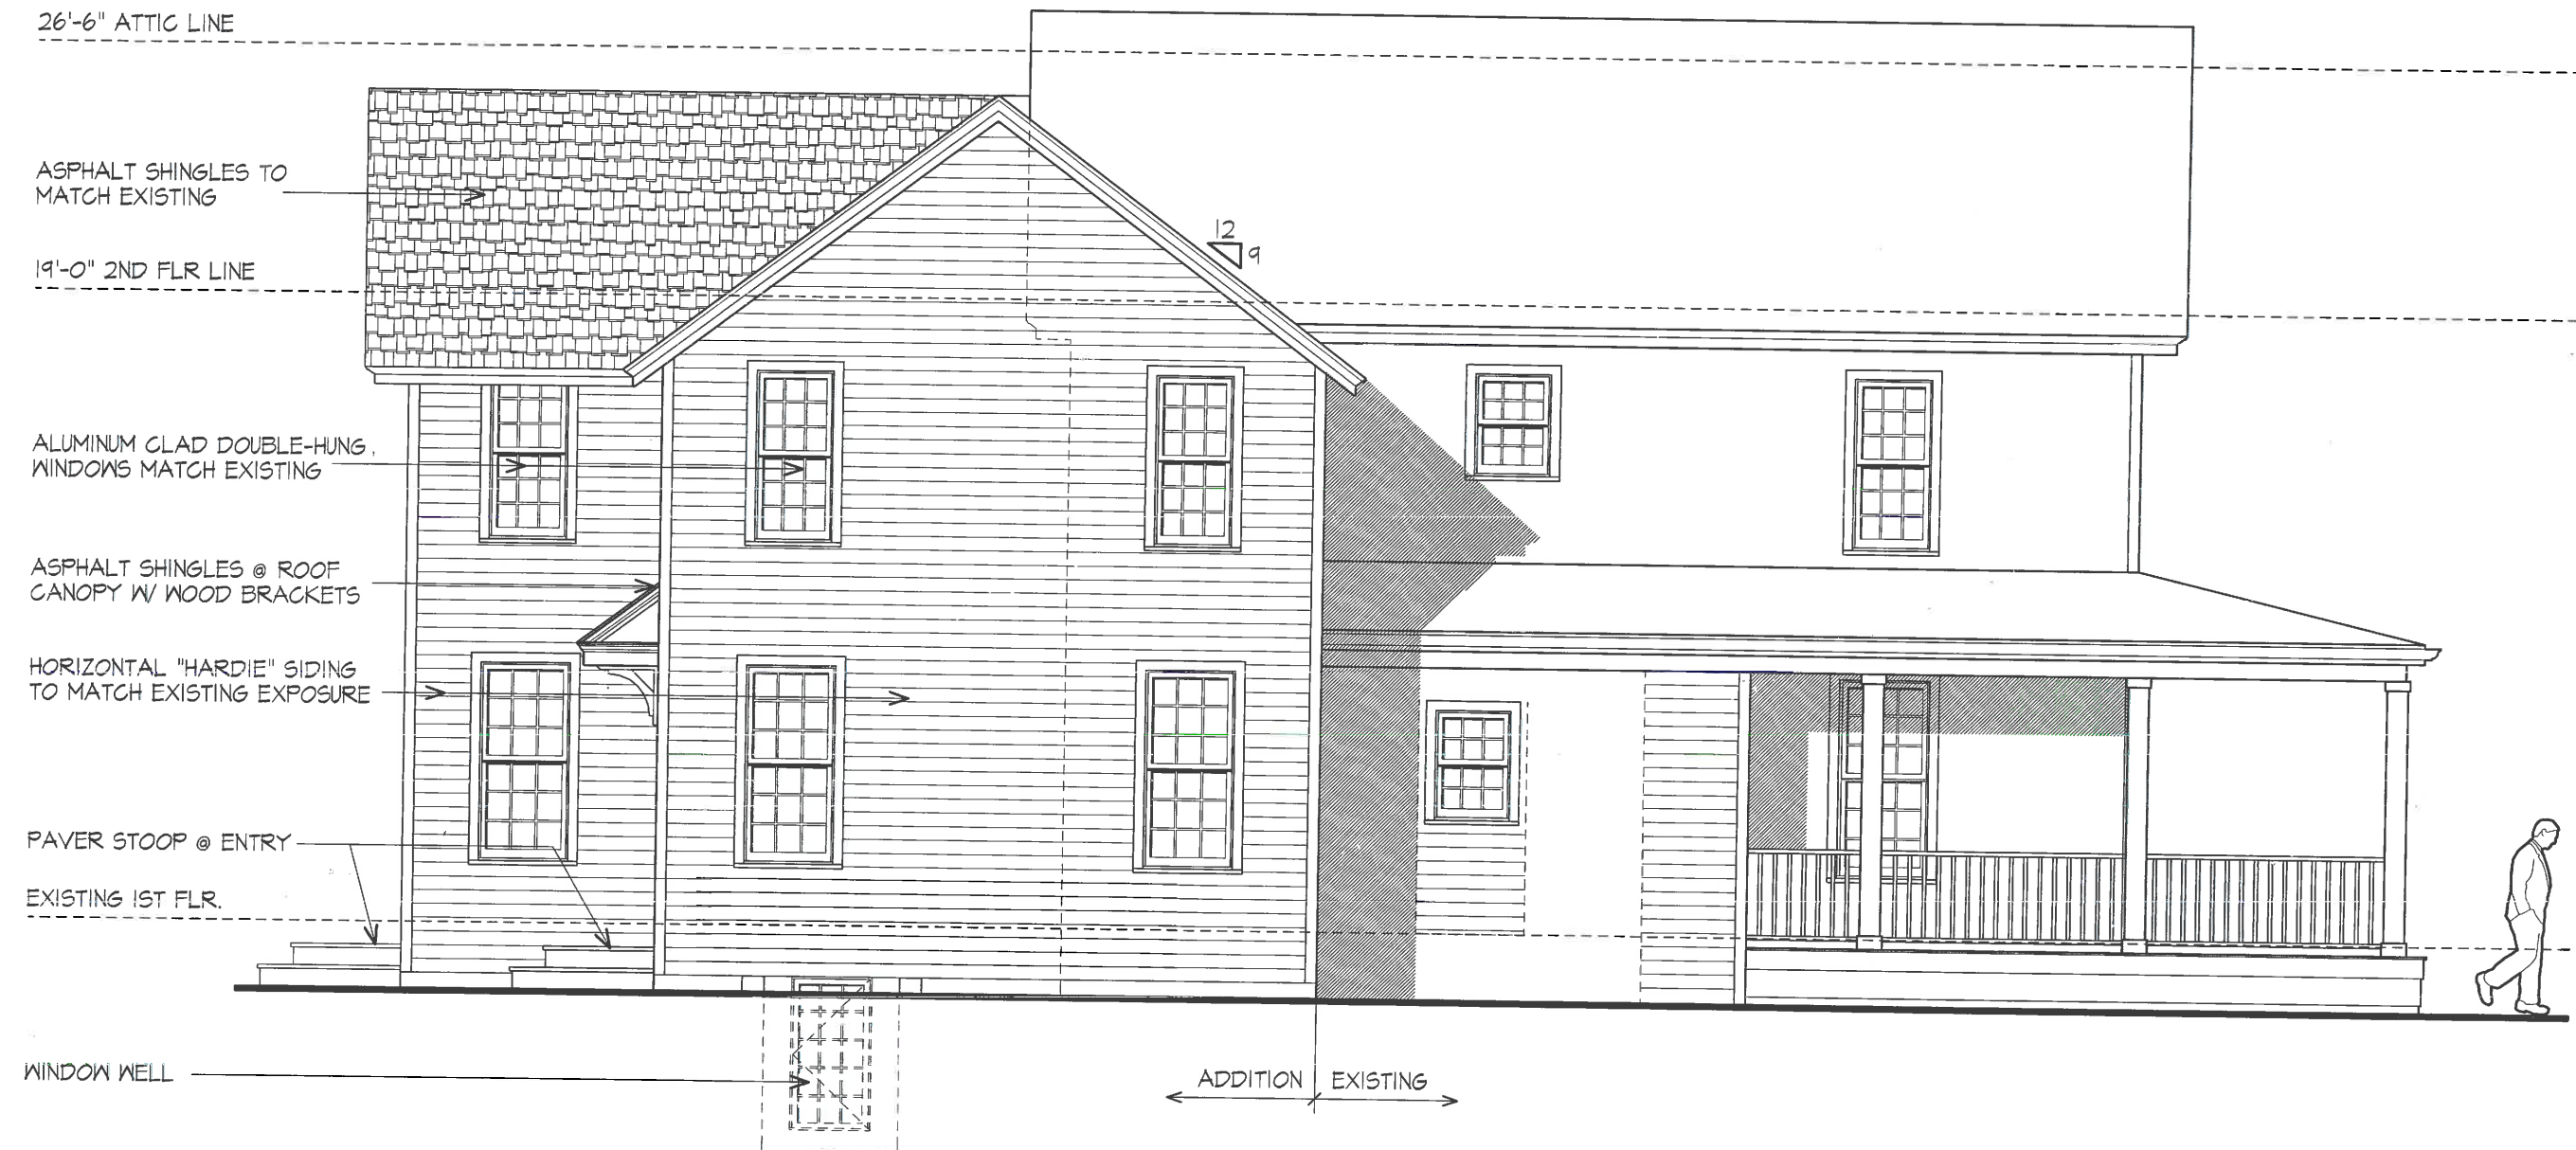 26'-6" ATTIC LINE
ASPHALT SHINGLES TO
MATCH EXISTING
12
9
19'-0" 2ND FLR LINE
ALUMINUM CLAD DOUBLE-HUNG,
WINDOWS MATCH EXISTING
ASPHALT SHINGLES @ ROOF
CANOPY W/ WOOD BRACKETS
HORIZONTAL "HARDIE" SIDING
TO MATCH EXISTING EXPOSURE
PAVER STOOP @ ENTRY
EXISTING 1ST FLR.
WINDOW WELL
ADDITION
EXISTING